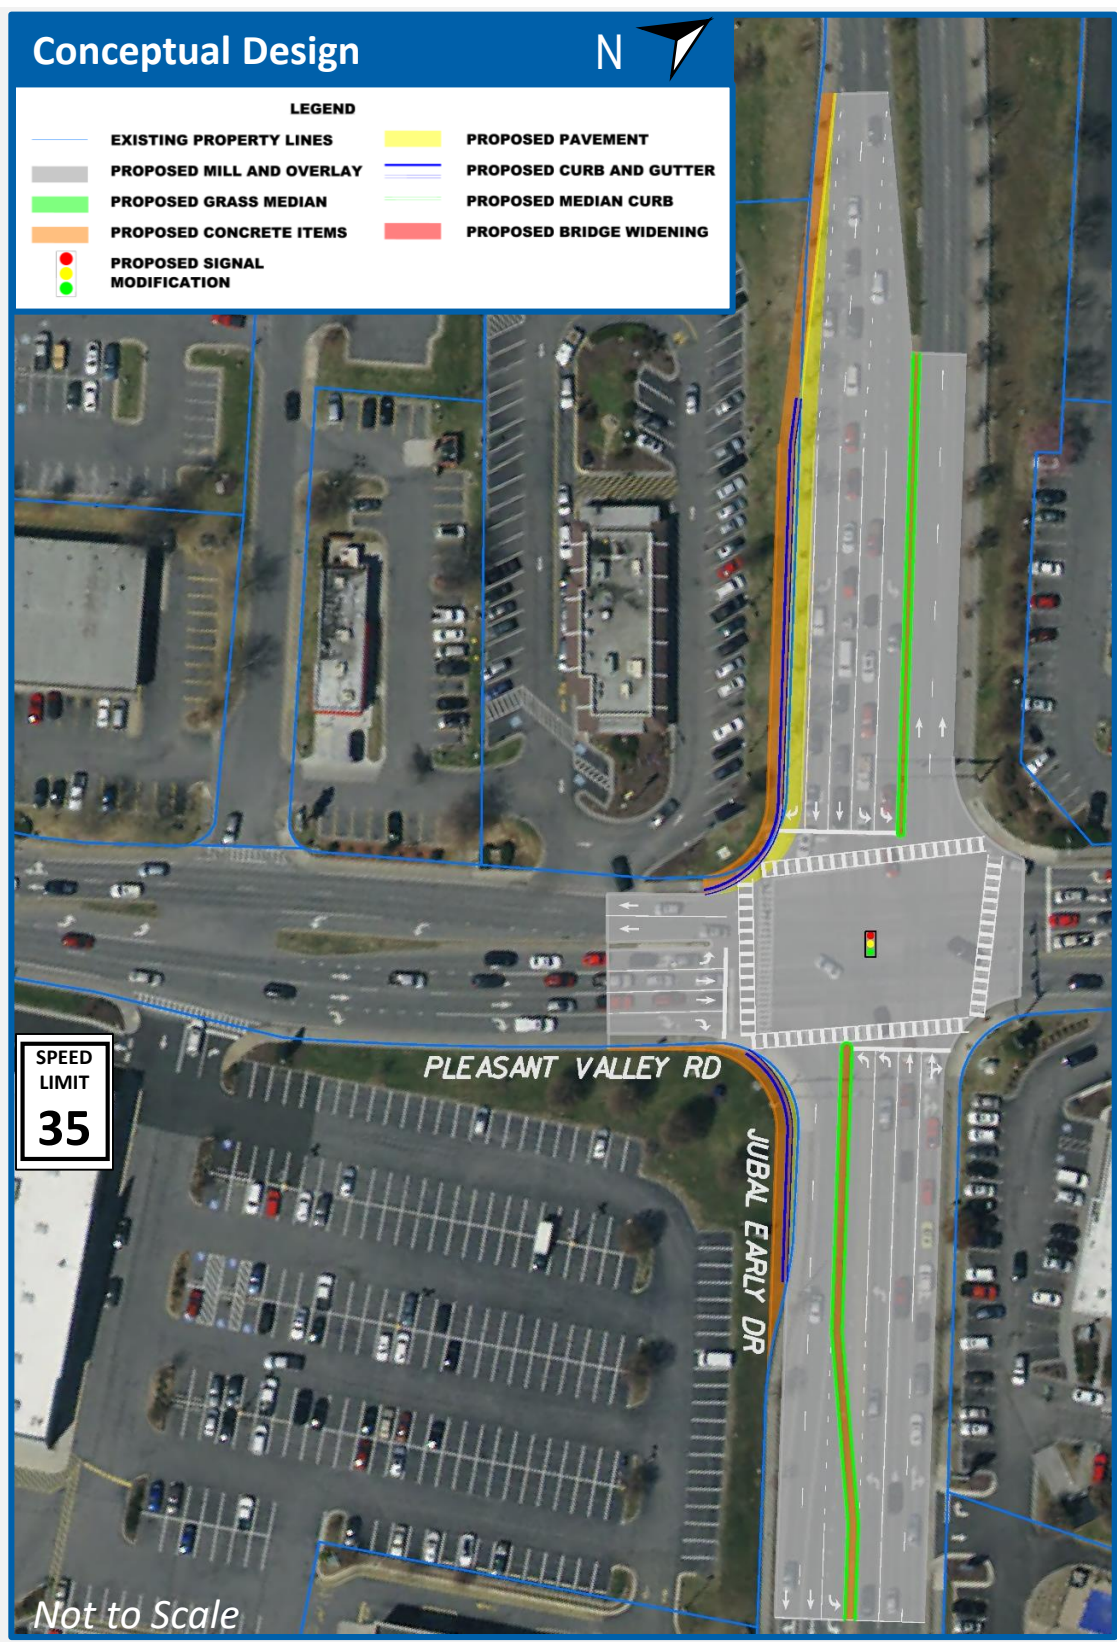 Conceptual Design
N
LEGEND
EXISTING PROPERTY LINES
PROPOSED MILL AND OVERLAY
PROPOSED GRASS MEDIAN
PROPOSED CONCRETE ITEMS
PROPOSED SIGNAL
MODIFICATION
PROPOSED PAVEMENT
PROPOSED CURB AND GUTTER
PROPOSED MEDIAN CURB
PROPOSED BRIDGE WIDENING
PLEASANT VALLEY RD
JUBAL EARLY DR
SPEED
LIMIT
35
Not to Scale